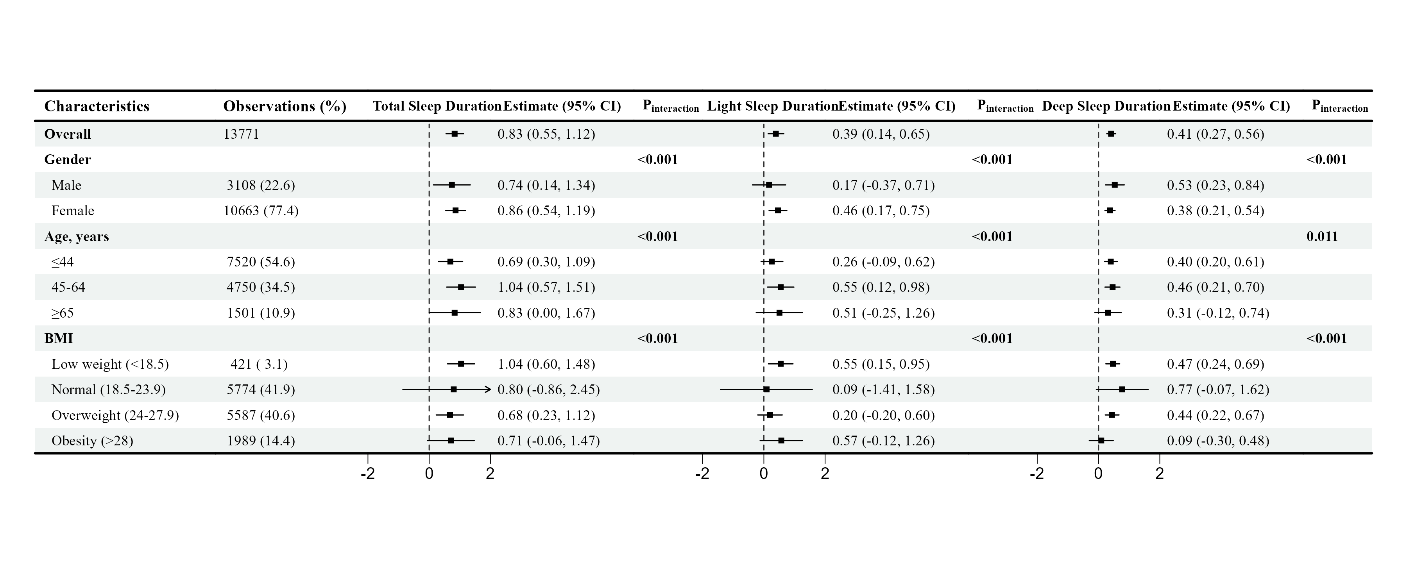 Characteristics Observations (%) Total Sleep Duration Estimate (95% CI) Pinteraction Light Sleep Duration Estimate (95% CI) Pinteraction Deep Sleep Duration Estimate (95% CI) Pinteraction
Overall 13771 0.83 (0.55, 1.12) 0.39 (0.14, 0.65) 0.41 (0.27, 0.56)
Gender <0.001 <0.001 <0.001
Male 3108 (22.6) 0.74 (0.14, 1.34) 0.17 (-0.37, 0.71) 0.53 (0.23, 0.84)
Female 10663 (77.4) 0.86 (0.54, 1.19) 0.46 (0.17, 0.75) 0.38 (0.21, 0.54)
Age, years <0.001 <0.001 0.011
≤44 7520 (54.6) 0.69 (0.30, 1.09) 0.26 (-0.09, 0.62) 0.40 (0.20, 0.61)
45-64 4750 (34.5) 1.04 (0.57, 1.51) 0.55 (0.12, 0.98) 0.46 (0.21, 0.70)
≥65 1501 (10.9) 0.83 (0.00, 1.67) 0.51 (-0.25, 1.26) 0.31 (-0.12, 0.74)
BMI <0.001 <0.001 <0.001
Low weight (<18.5) 421 ( 3.1) 1.04 (0.60, 1.48) 0.55 (0.15, 0.95) 0.47 (0.24, 0.69)
Normal (18.5-23.9) 5774 (41.9) 0.80 (-0.86, 2.45) 0.09 (-1.41, 1.58) 0.77 (-0.07, 1.62)
Overweight (24-27.9) 5587 (40.6) 0.68 (0.23, 1.12) 0.20 (-0.20, 0.60) 0.44 (0.22, 0.67)
Obesity (>28) 1989 (14.4) 0.71 (-0.06, 1.47) 0.57 (-0.12, 1.26) 0.09 (-0.30, 0.48)
-2 0 2 -2 0 2 -2 0 2